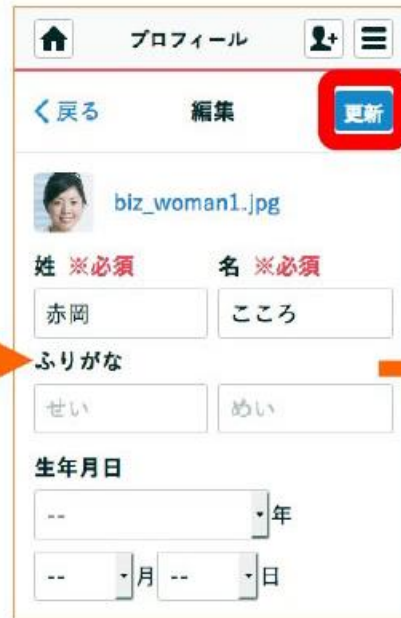 プロフィール
戻る 編集 更新
biz_woman1.jpg
姓 ※必須 名 ※必須
赤岡 こころ
ふりがな
せい めい
生年月日
-- 年
-- 月 -- 日